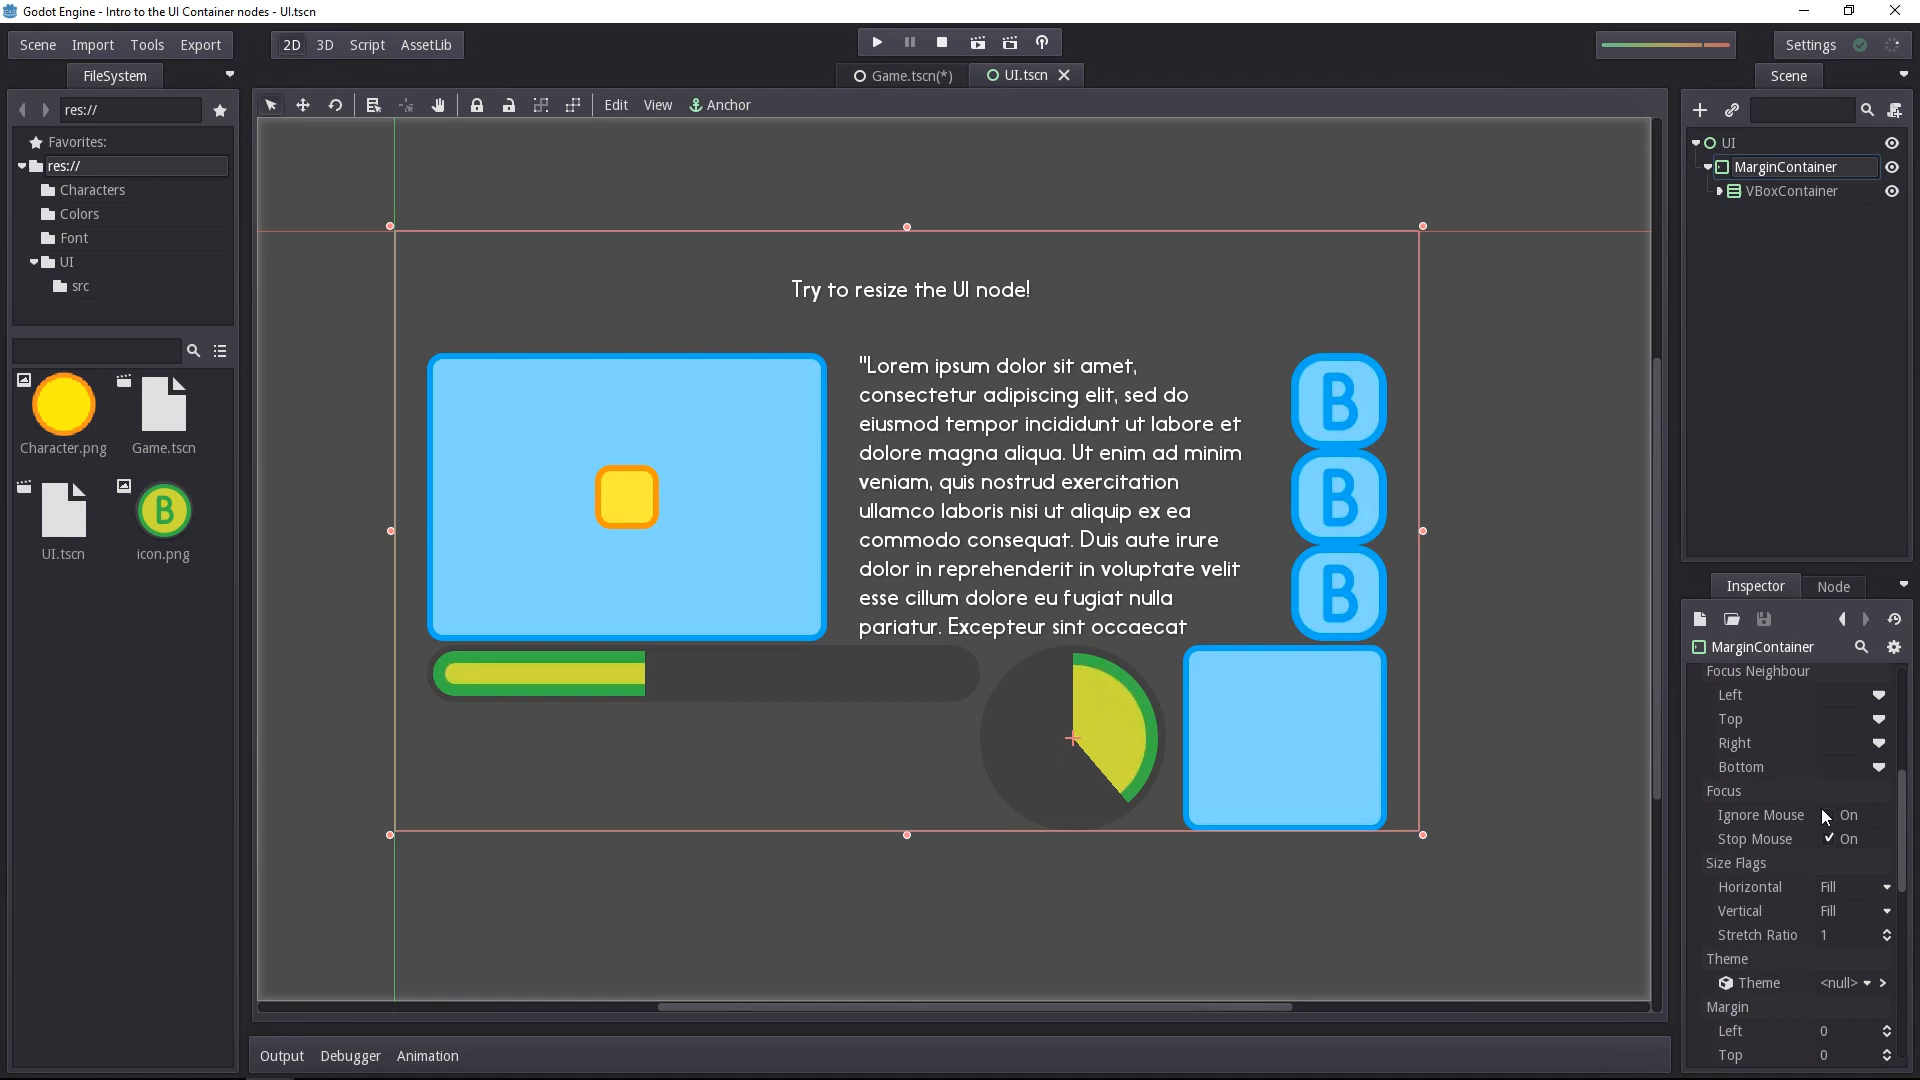 Godot Engine - Intro to the UI Container nodes - UI.tscn
Scene Import Tools Export
2D 3D Script AssetLib
Settings
FileSystem
Game.tscn(*)
UI.tscn
Scene
res://
Edit View Anchor
Favorites:
res://
Characters
Colors
Font
UI
src
Character.png
Game.tscn
UI.tscn
B
icon.png
Try to resize the UI node!
"Lorem ipsum dolor sit amet,
consectetur adipiscing elit, sed do
eiusmod tempor incididunt ut labore et
dolore magna aliqua. Ut enim ad minim
veniam, quis nostrud exercitation
ullamco laboris nisi ut aliquip ex ea
commodo consequat. Duis aute irure
dolor in reprehenderit in voluptate velit
esse cillum dolore eu fugiat nulla
pariatur. Excepteur sint occaecat
B
B
B
UI
MarginContainer
VBoxContainer
Inspector Node
MarginContainer
Focus Neighbour
Left
Top
Right
Bottom
Focus
Ignore Mouse On
Stop Mouse On
Size Flags
Horizontal Fill
Vertical Fill
Stretch Ratio 1
Theme
Theme <null>
Margin
Left 0
Top 0
Output Debugger Animation